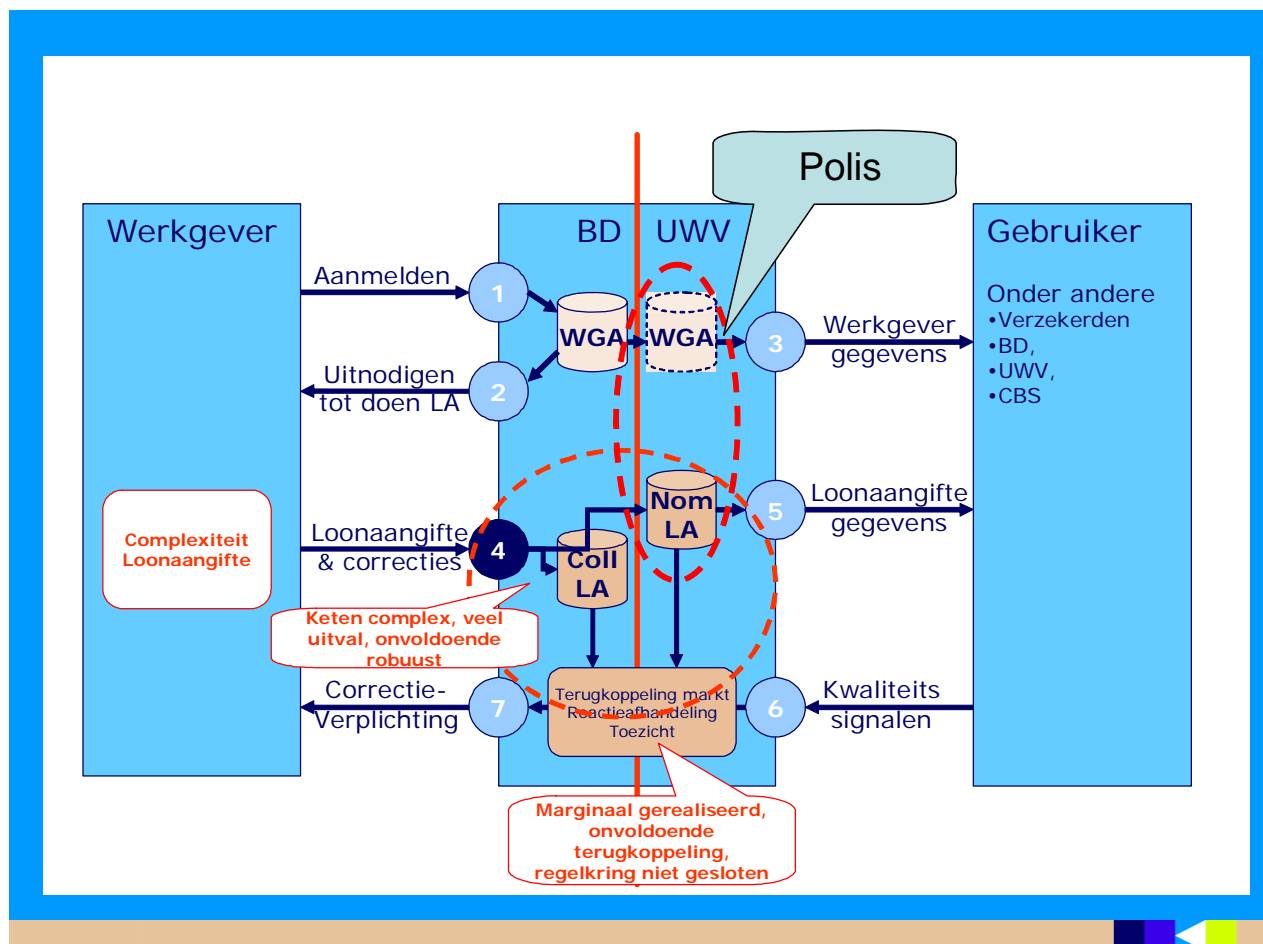 Polis
Werkgever
BD
UWV
Gebruiker
Onder andere
•Verzekerden
•BD,
•UWV,
•CBS
Aanmelden
1
WGA
WGA
3
Werkgever
gegevens
Uitnodigen
tot doen LA
2
Complexiteit
Loonaangifte
Loonaangifte
& correcties
4
Coll
LA
Nom
LA
5
Loonaangifte
gegevens
Keten complex, veel
uitval, onvoldoende
robuust
Correctie-
Verplichting
7
Terugkoppeling markt
Reactieafhandeling
Toezicht
6
Kwaliteits
signalen
Marginaal gerealiseerd,
onvoldoende
terugkoppeling,
regelkring niet gesloten